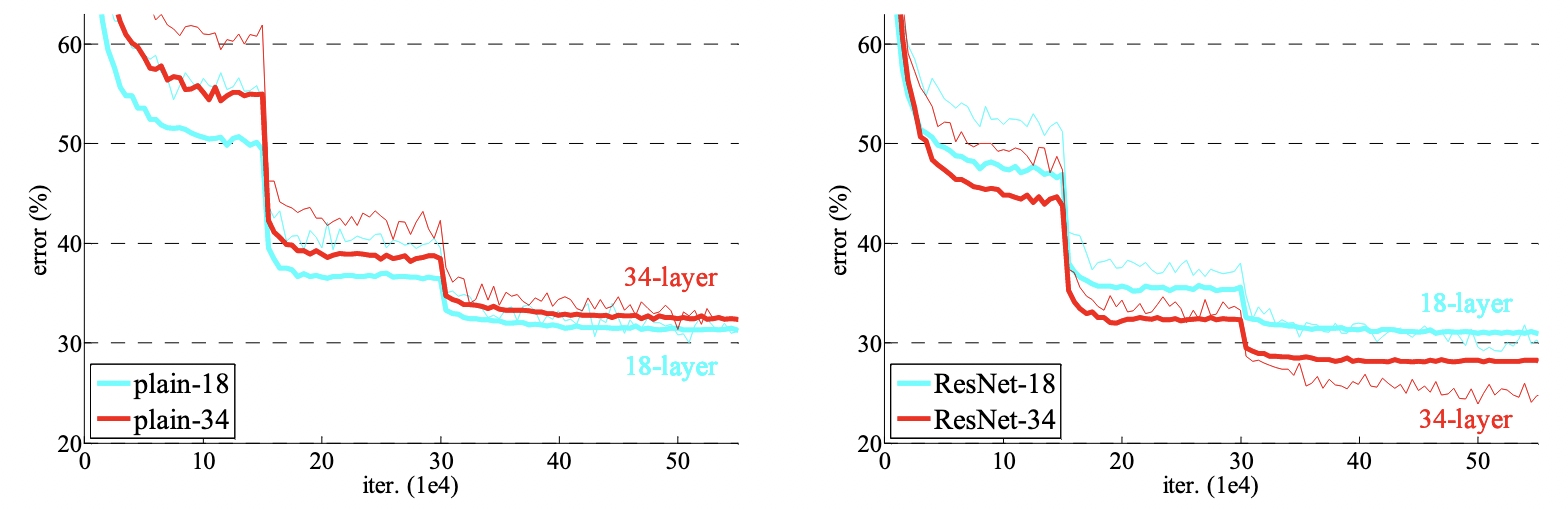 60
50
40
30
20
error (%)
34-layer
18-layer
plain-18
plain-34
0 10 20 30 40 50
iter. (1e4)
60
50
40
30
20
error (%)
18-layer
34-layer
ResNet-18
ResNet-34
0 10 20 30 40 50
iter. (1e4)